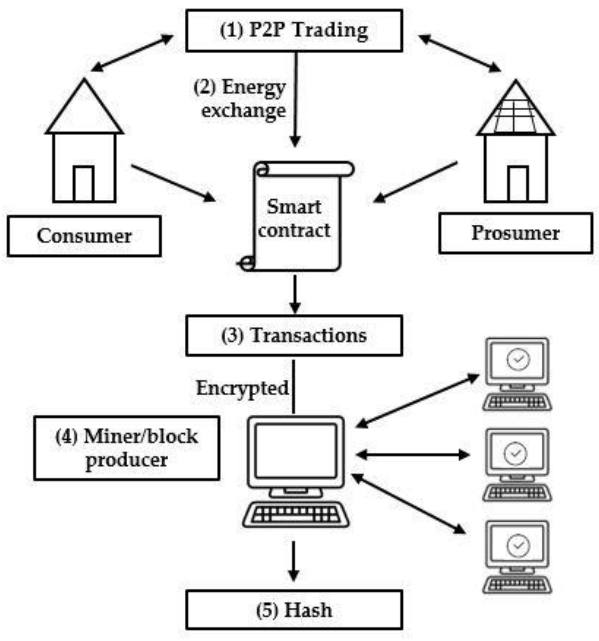 (1) P2P Trading
(2) Energy
exchange
Smart
contract
Consumer
Prosumer
(3) Transactions
Encrypted
(4) Miner/block
producer
(5) Hash